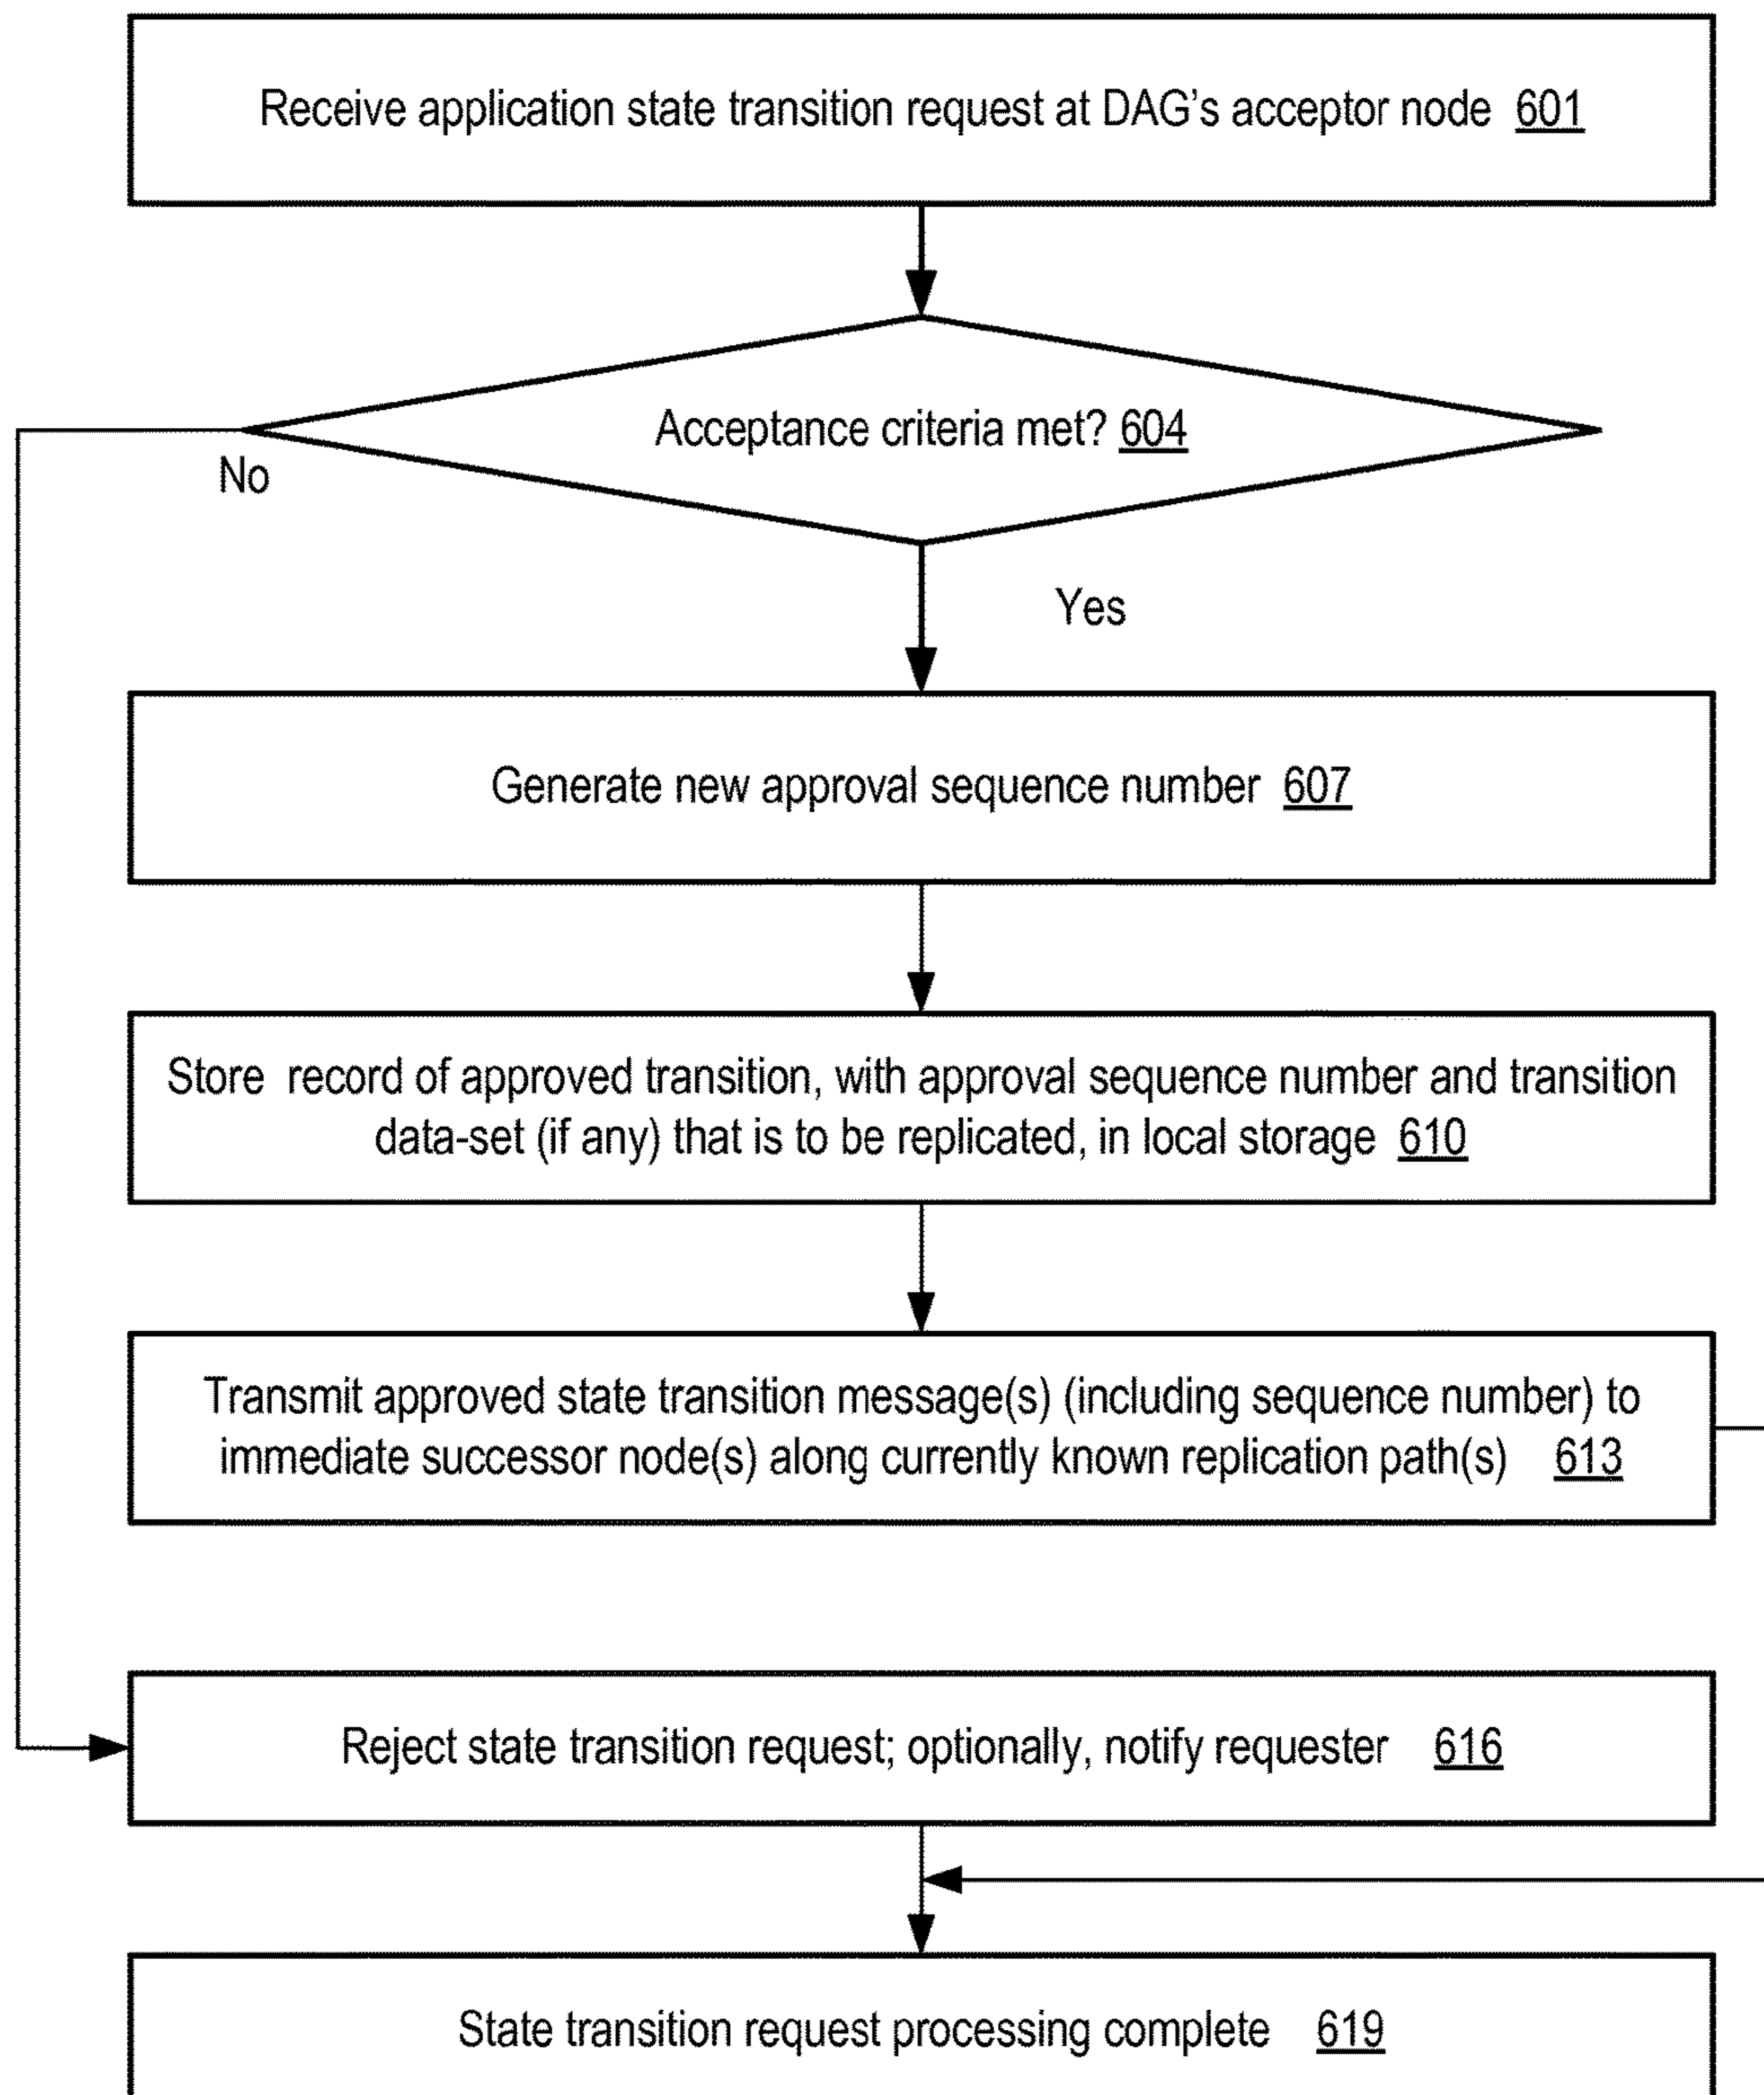 Receive application state transition request at DAG's acceptor node 601
Acceptance criteria met? 604
No
Yes
Generate new approval sequence number 607
Store record of approved transition, with approval sequence number and transition
data-set (if any) that is to be replicated, in local storage 610
Transmit approved state transition message(s) (including sequence number) to
immediate successor node(s) along currently known replication path(s) 613
Reject state transition request; optionally, notify requester 616
State transition request processing complete 619